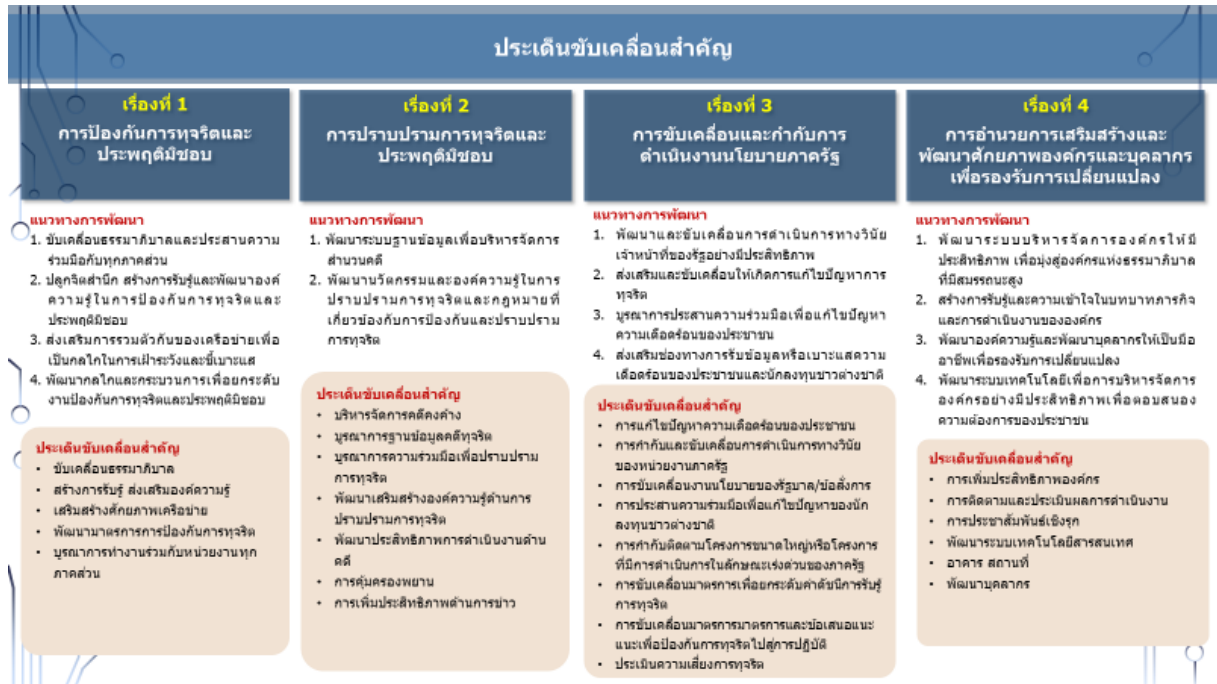 ประเด็นขับเคลื่อนสำคัญ
เรื่องที่ 1
การป้องกันการทุจริตและ
ประพฤติมิชอบ
แนวทางการพัฒนา
1. ขับเคลื่อนธรรมาภิบาลและประสานความ
ร่วมมือกับทุกภาคส่วน
2. ปลูกจิตสำนึก สร้างการรับรู้และพัฒนาองค์
ความรู้ในการป้องกันการทุจริตและ
ประพฤติมิชอบ
3. ส่งเสริมการรวมตัวกันของเครือข่ายเพื่อ
เป็นกลไกในการเฝ้าระวังและชี้เบาะแส
4. พัฒนากลไกและกระบวนการเพื่อยกระดับ
งานป้องกันการทุจริตและประพฤติมิชอบ
ประเด็นขับเคลื่อนสำคัญ
• ขับเคลื่อนธรรมาภิบาล
• สร้างการรับรู้ ส่งเสริมองค์ความรู้
• เสริมสร้างศักยภาพเครือข่าย
• พัฒนามาตรการการป้องกันการทุจริต
• บูรณาการทำงานร่วมกับหน่วยงานทุก
ภาคส่วน
เรื่องที่ 2
การปราบปรามการทุจริตและ
ประพฤติมิชอบ
แนวทางการพัฒนา
1. พัฒนาระบบฐานข้อมูลเพื่อบริหารจัดการ
สำนวนคดี
2. พัฒนานวัตกรรมและองค์ความรู้ในการ
ปราบปรามการทุจริตและกฎหมายที่
เกี่ยวข้องกับการป้องกันและปราบปราม
การทุจริต
ประเด็นขับเคลื่อนสำคัญ
• บริหารจัดการคดีคงค้าง
• บูรณาการฐานข้อมูลคดีทุจริต
• บูรณาการความร่วมมือเพื่อปราบปราม
การทุจริต
• พัฒนาเสริมสร้างองค์ความรู้ด้านการ
ปราบปรามการทุจริต
• พัฒนาประสิทธิภาพการดำเนินงานด้าน
คดี
• การคุ้มครองพยาน
• การเพิ่มประสิทธิภาพด้านการข่าว
เรื่องที่ 3
การขับเคลื่อนและกำกับการ
ดำเนินงานนโยบายภาครัฐ
แนวทางการพัฒนา
1. พัฒนาและขับเคลื่อนการดำเนินการทางวินัย
เจ้าหน้าที่ของรัฐอย่างมีประสิทธิภาพ
2. ส่งเสริมและขับเคลื่อนให้เกิดการแก้ไขปัญหาการ
ทุจริต
3. บูรณาการประสานความร่วมมือเพื่อแก้ไขปัญหา
ความเดือดร้อนของประชาชน
4. ส่งเสริมช่องทางการรับข้อมูลหรือเบาะแสความ
เดือดร้อนของประชาชนและนักลงทุนชาวต่างชาติ
ประเด็นขับเคลื่อนสำคัญ
• การแก้ไขปัญหาความเดือดร้อนของประชาชน
• การกำกับและขับเคลื่อนการดำเนินการทางวินัย
ของหน่วยงานภาครัฐ
• การขับเคลื่อนงานนโยบายของรัฐบาล/ข้อสั่งการ
• การประสานความร่วมมือเพื่อแก้ไขปัญหาของนัก
ลงทุนชาวต่างชาติ
• การกำกับติดตามโครงการขนาดใหญ่หรือโครงการ
ที่มีการดำเนินการในลักษณะเร่งด่วนของภาครัฐ
• การขับเคลื่อนมาตรการเพื่อยกระดับค่าดัชนีการรับรู้
การทุจริต
• การขับเคลื่อนมาตรการมาตรการและข้อเสนอแนะ
แนะเพื่อป้องกันการทุจริตไปสู่การปฏิบัติ
• ประเมินความเสี่ยงการทุจริต
เรื่องที่ 4
การอำนวยการเสริมสร้างและ
พัฒนาศักยภาพองค์กรและบุคลากร
เพื่อรองรับการเปลี่ยนแปลง
แนวทางการพัฒนา
1. พัฒนาระบบบริหารจัดการองค์กรให้มี
ประสิทธิภาพ เพื่อมุ่งสู่องค์กรแห่งธรรมาภิบาล
ที่มีสมรรถนะสูง
2. สร้างการรับรู้และความเข้าใจในบทบาทภารกิจ
และการดำเนินงานขององค์กร
3. พัฒนาองค์ความรู้และพัฒนาบุคลากรให้เป็นมือ
อาชีพเพื่อรองรับการเปลี่ยนแปลง
4. พัฒนาระบบเทคโนโลยีเพื่อการบริหารจัดการ
องค์กรอย่างมีประสิทธิภาพเพื่อตอบสนอง
ความต้องการของประชาชน
ประเด็นขับเคลื่อนสำคัญ
• การเพิ่มประสิทธิภาพองค์กร
• การติดตามและประเมินผลการดำเนินงาน
• การประชาสัมพันธ์เชิงรุก
• พัฒนาระบบเทคโนโลยีสารสนเทศ
• อาคาร สถานที่
• พัฒนาบุคลากร